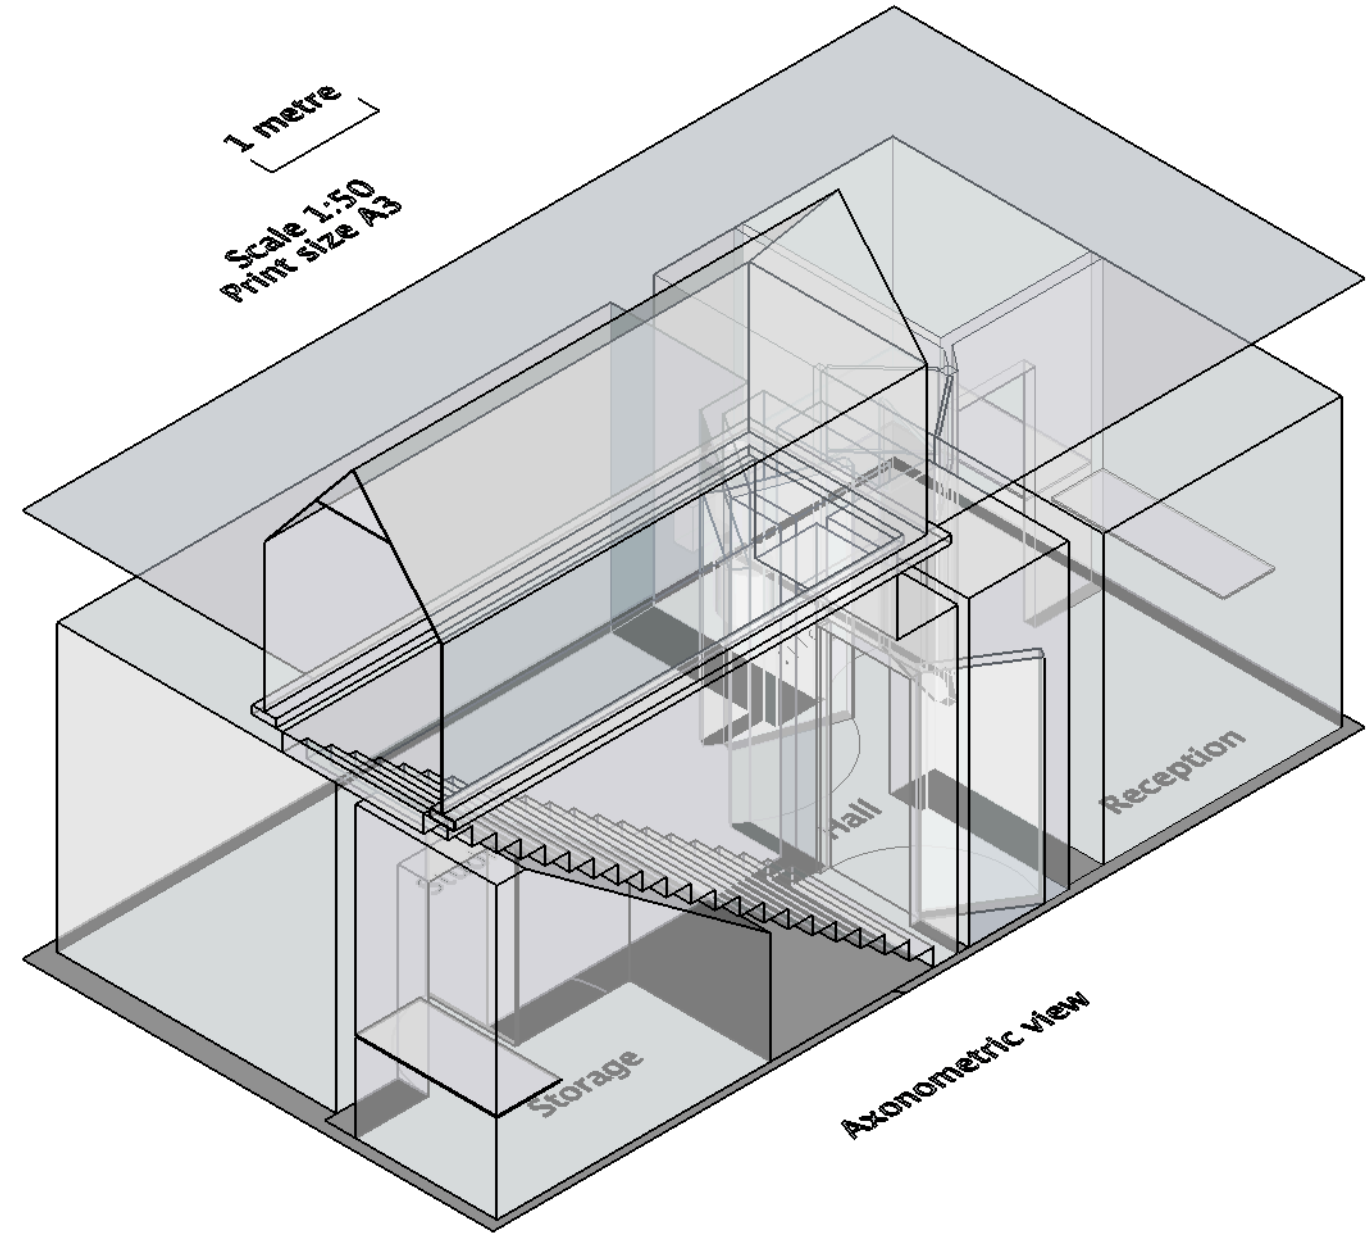 1 metre
Scale 1:50
Print size A3
Reception
Hall
Storage
Axonometric view